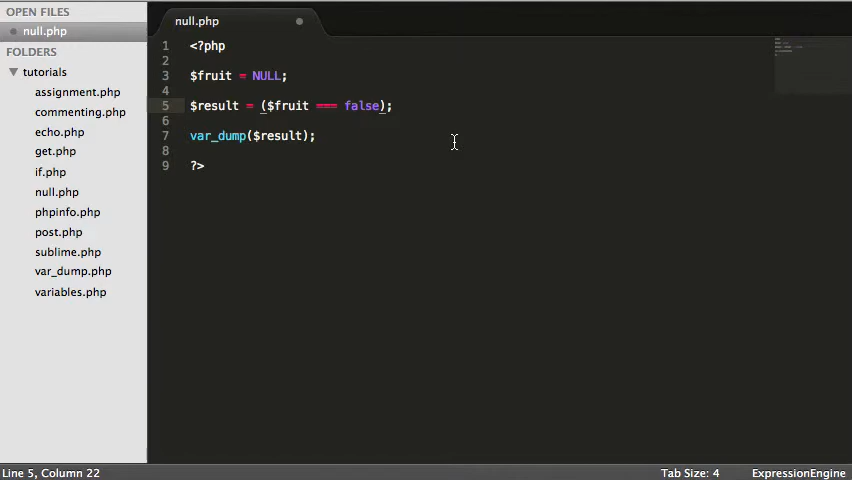 OPEN FILES
null.php
FOLDERS
tutorials
assignment.php
commenting.php
echo.php
get.php
if.php
null.php
phpinfo.php
post.php
sublime.php
var_dump.php
variables.php
null.php
1 <?php
2
3 $fruit = NULL;
4
5 $result = ($fruit === false);
6
7 var_dump($result);
8
9 ?>
Line 5, Column 22
Tab Size: 4 ExpressionEngine